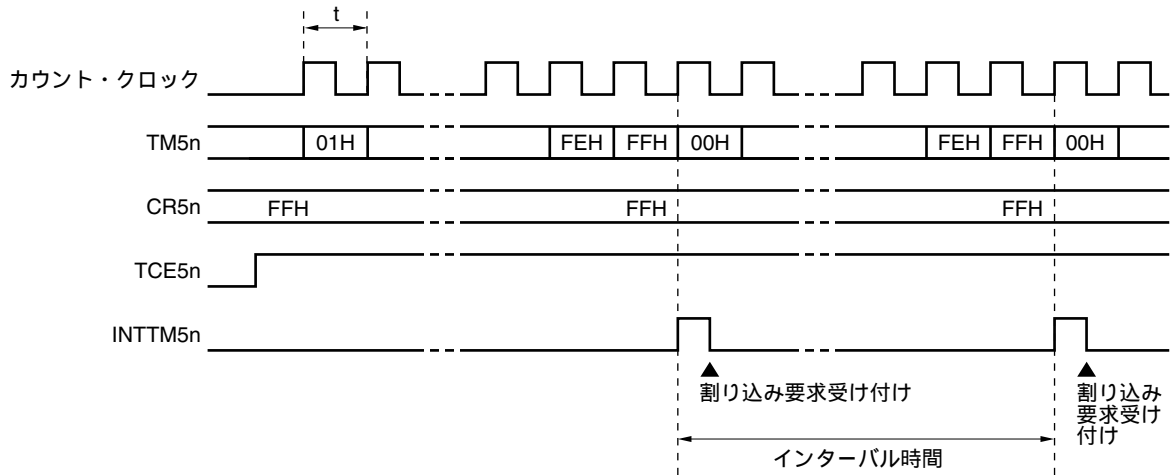 t
カウント・クロック
TM5n 01H FEH FFH 00H FEH FFH 00H
CR5n FFH FFH FFH
TCE5n
INTTM5n
割り込み要求受け付け
割り込み
要求受け
付け
インターバル時間